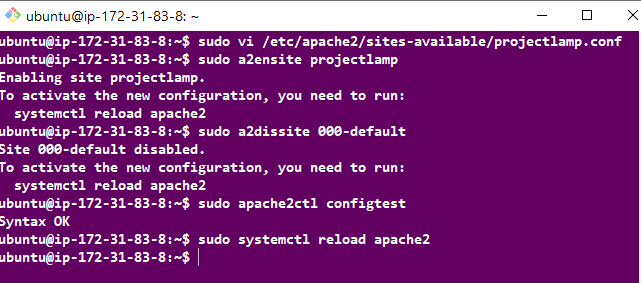 ubuntu@ip-172-31-83-8: ~
ubuntu@ip-172-31-83-8:~$ sudo vi /etc/apache2/sites-available/projectlamp.conf
ubuntu@ip-172-31-83-8:~$ sudo a2ensite projectlamp
Enabling site projectlamp.
To activate the new configuration, you need to run:
  systemctl reload apache2
ubuntu@ip-172-31-83-8:~$ sudo a2dissite 000-default
Site 000-default disabled.
To activate the new configuration, you need to run:
  systemctl reload apache2
ubuntu@ip-172-31-83-8:~$ sudo apache2ctl configtest
Syntax OK
ubuntu@ip-172-31-83-8:~$ sudo systemctl reload apache2
ubuntu@ip-172-31-83-8:~$